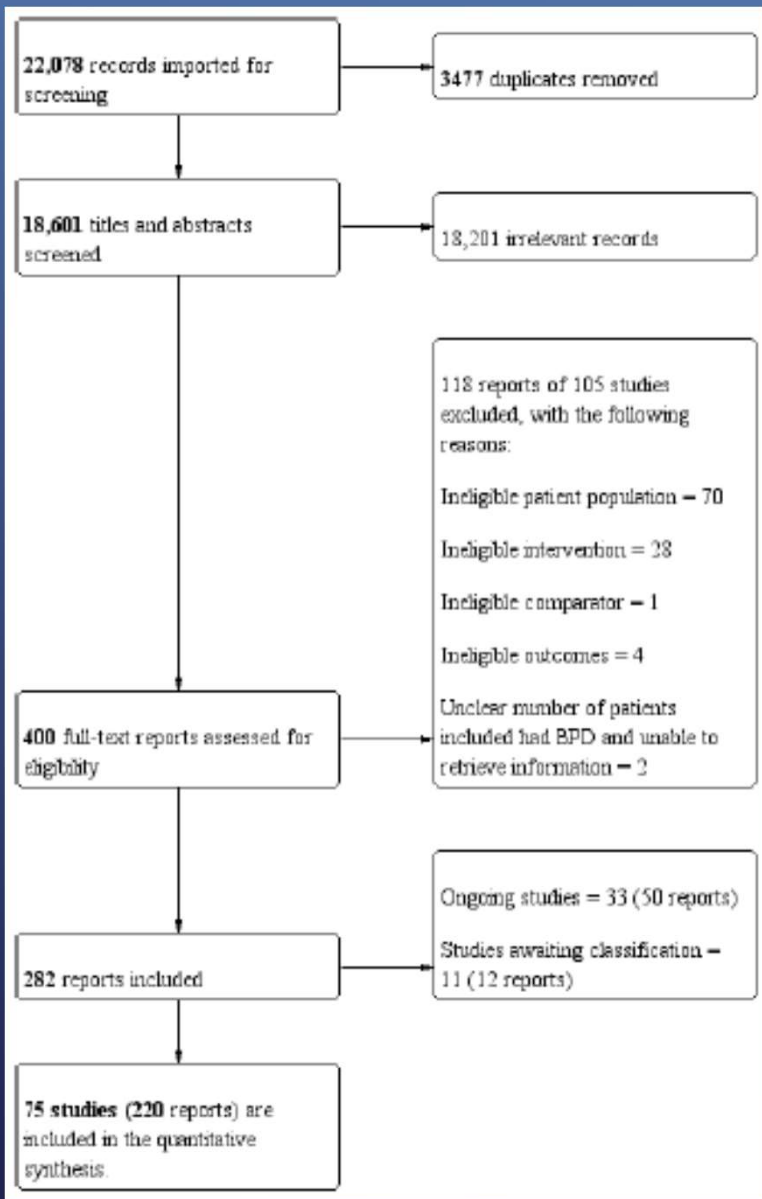 22,078 records imported for
screening
3477 duplicates removed
18,601 titles and abstracts
screened
18,201 irrelevant records
118 reports of 105 studies
excluded, with the following
reasons:
Ineligible patient population = 70
Ineligible intervention = 28
Ineligible comparator = 1
Ineligible outcomes = 4
Unclear number of patients
included had BPD and unable to
retrieve information = 2
400 full-text reports assessed for
eligibility
Ongoing studies = 33 (50 reports)
Studies awaiting classification =
11 (12 reports)
282 reports included
75 studies (220 reports) are
included in the quantitative
synthesis.